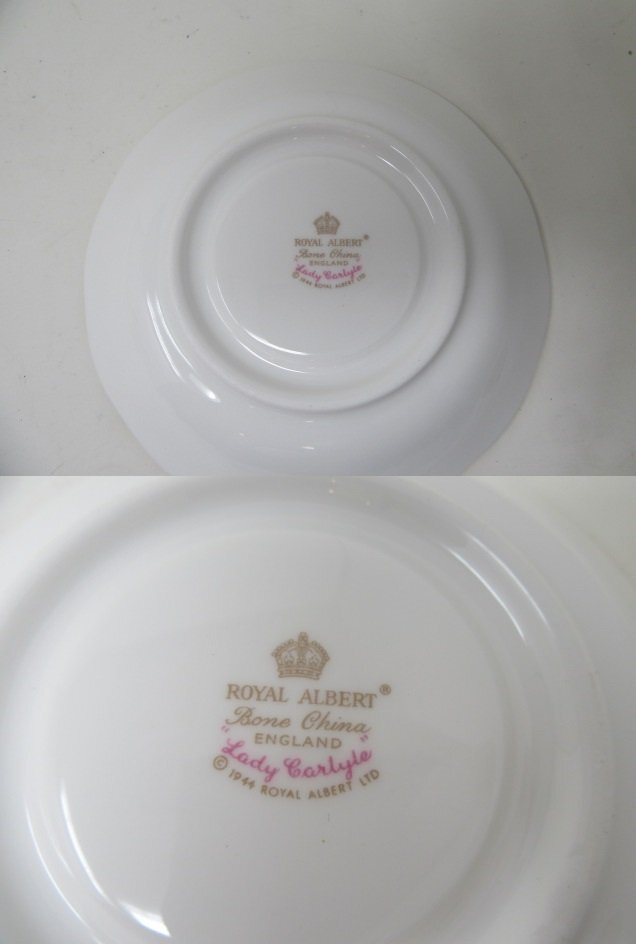 ROYAL ALBERT®
Bone China
ENGLAND
"Lady Carlyle"
© 1944 ROYAL ALBERT LTD
ROYAL ALBERT®
Bone China
ENGLAND
"Lady Carlyle"
© 1944 ROYAL ALBERT LTD